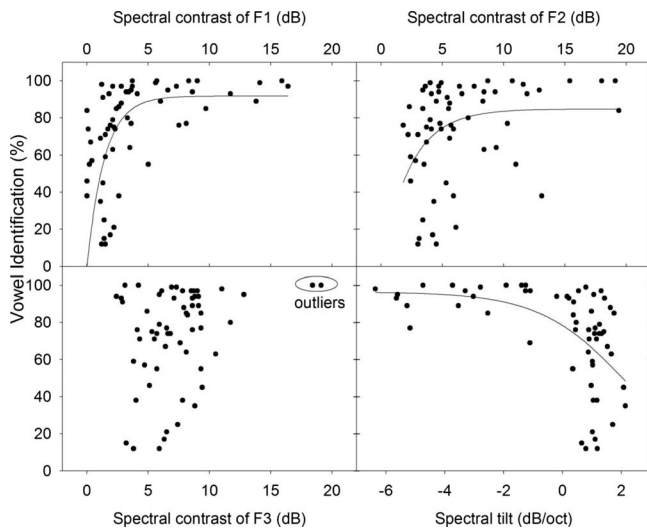 Spectral contrast of F1 (dB) Spectral contrast of F2 (dB)
0 5 10 15 20 0 5 10 15 20
100
80
60
40
20
0
Vowel Identification (%)
100
80
60
40
20
0
outliers
0 5 10 15 20 -6 -4 -2 0 2
Spectral contrast of F3 (dB) Spectral tilt (dB/oct)